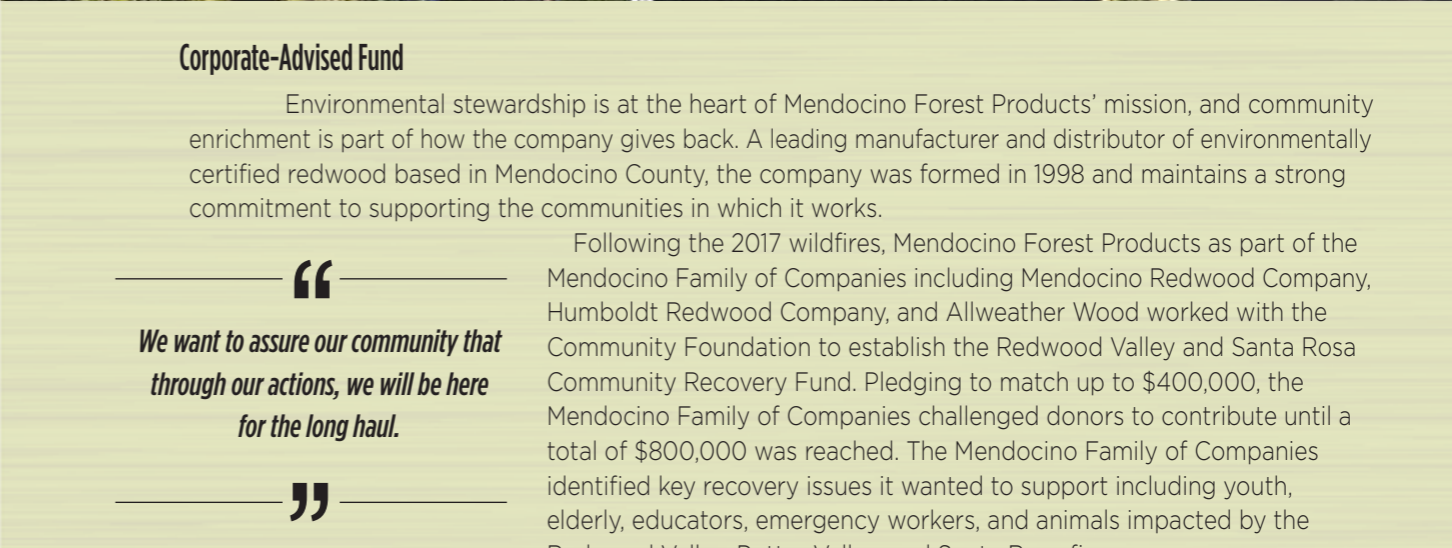 Corporate-Advised Fund
Environmental stewardship is at the heart of Mendocino Forest Products’ mission, and community
enrichment is part of how the company gives back. A leading manufacturer and distributor of environmentally
certified redwood based in Mendocino County, the company was formed in 1998 and maintains a strong
commitment to supporting the communities in which it works.
Following the 2017 wildfires, Mendocino Forest Products as part of the
Mendocino Family of Companies including Mendocino Redwood Company,
Humboldt Redwood Company, and Allweather Wood worked with the
Community Foundation to establish the Redwood Valley and Santa Rosa
Community Recovery Fund. Pledging to match up to $400,000, the
Mendocino Family of Companies challenged donors to contribute until a
total of $800,000 was reached. The Mendocino Family of Companies
identified key recovery issues it wanted to support including youth,
elderly, educators, emergency workers, and animals impacted by the
“
We want to assure our community that
through our actions, we will be here
for the long haul.
”